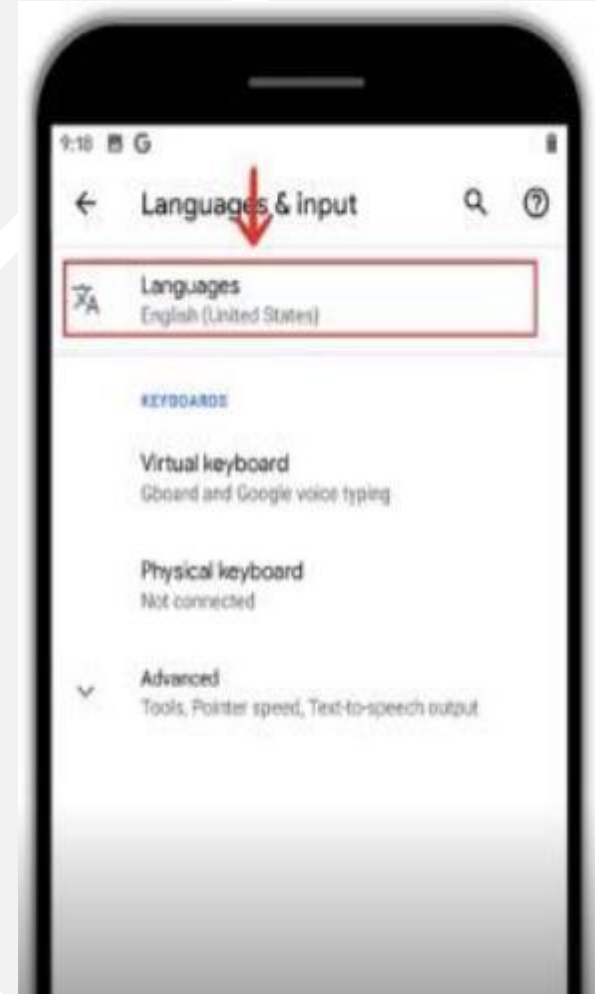 9:18 G
Languages & input
Languages
English (United States)
KEYBOARDS
Virtual keyboard
Gboard and Google voice typing
Physical keyboard
Not connected
Advanced
Tools, Pointer speed, Text-to-speech output